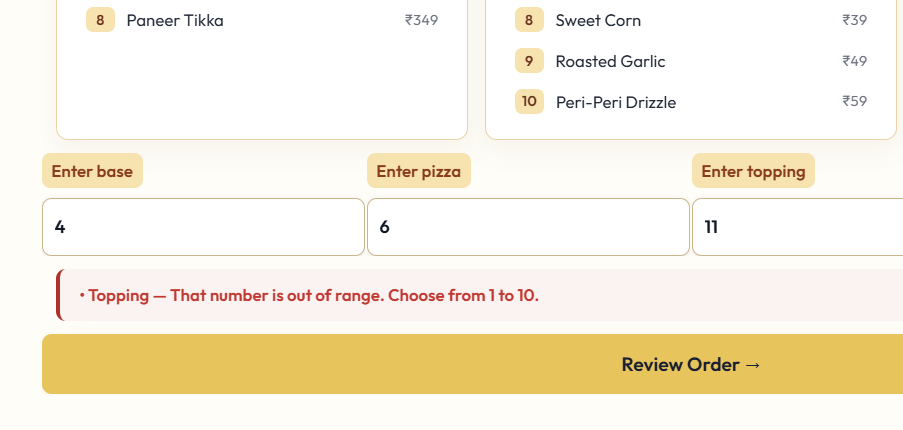 8 Paneer Tikka ₹349
8 Sweet Corn ₹39
9 Roasted Garlic ₹49
10 Peri-Peri Drizzle ₹59
Enter base Enter pizza Enter topping
4 6 11
• Topping — That number is out of range. Choose from 1 to 10.
Review Order →